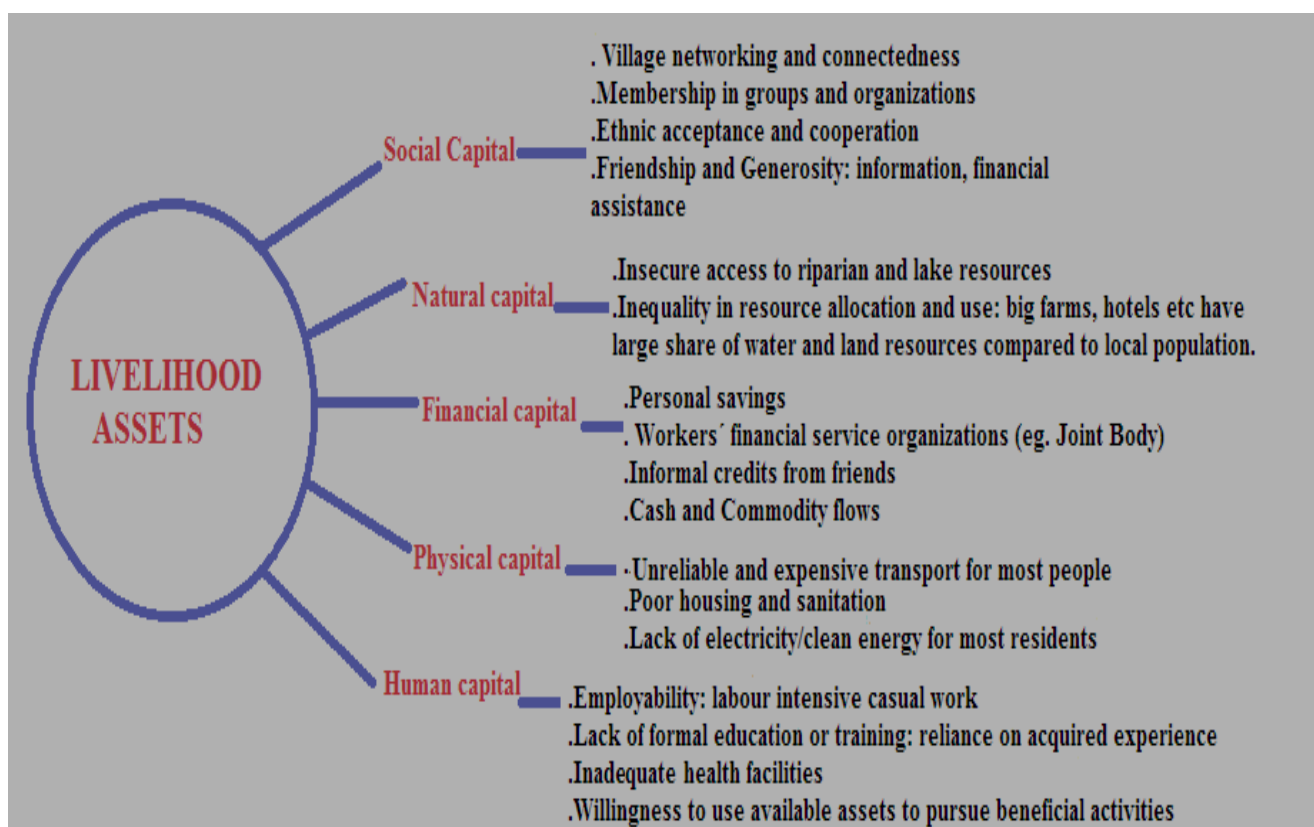 LIVELIHOOD
ASSETS
Social Capital
. Village networking and connectedness
.Membership in groups and organizations
.Ethnic acceptance and cooperation
.Friendship and Generosity: information, financial
assistance
Natural capital
.Insecure access to riparian and lake resources
.Inequality in resource allocation and use: big farms, hotels etc have
large share of water and land resources compared to local population.
Financial capital
.Personal savings
. Workers´ financial service organizations (eg. Joint Body)
.Informal credits from friends
.Cash and Commodity flows
Physical capital
.Unreliable and expensive transport for most people
.Poor housing and sanitation
.Lack of electricity/clean energy for most residents
Human capital
.Employability: labour intensive casual work
.Lack of formal education or training: reliance on acquired experience
.Inadequate health facilities
.Willingness to use available assets to pursue beneficial activities